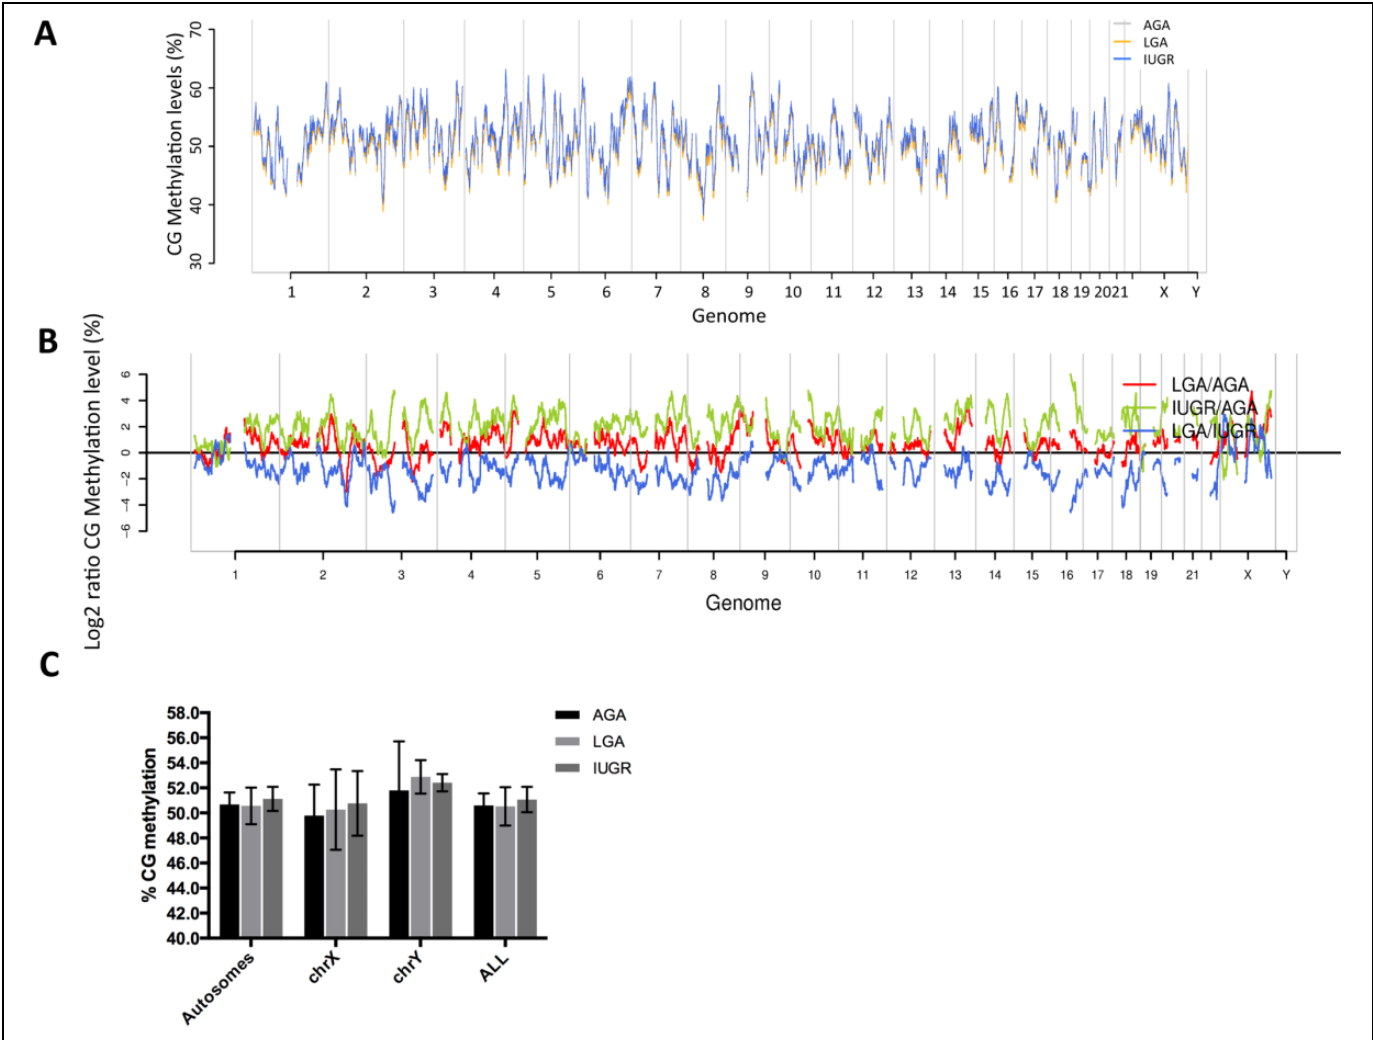 A
CG Methylation levels (%)
70
60
50
40
30
AGA
LGA
IUGR
1 2 3 4 5 6 7 8 9 10 11 12 13 14 15 16 17 18 19 20 21 X Y
Genome
B
Log2 ratio CG Methylation level (%)
6
4
2
0
-2
-4
-6
LGA/AGA
IUGR/AGA
LGA/IUGR
1 2 3 4 5 6 7 8 9 10 11 12 13 14 15 16 17 18 19 21 X Y
Genome
C
% CG methylation
58.0
56.0
54.0
52.0
50.0
48.0
46.0
44.0
42.0
40.0
AGA
LGA
IUGR
Autosomes chrX chrY ALL